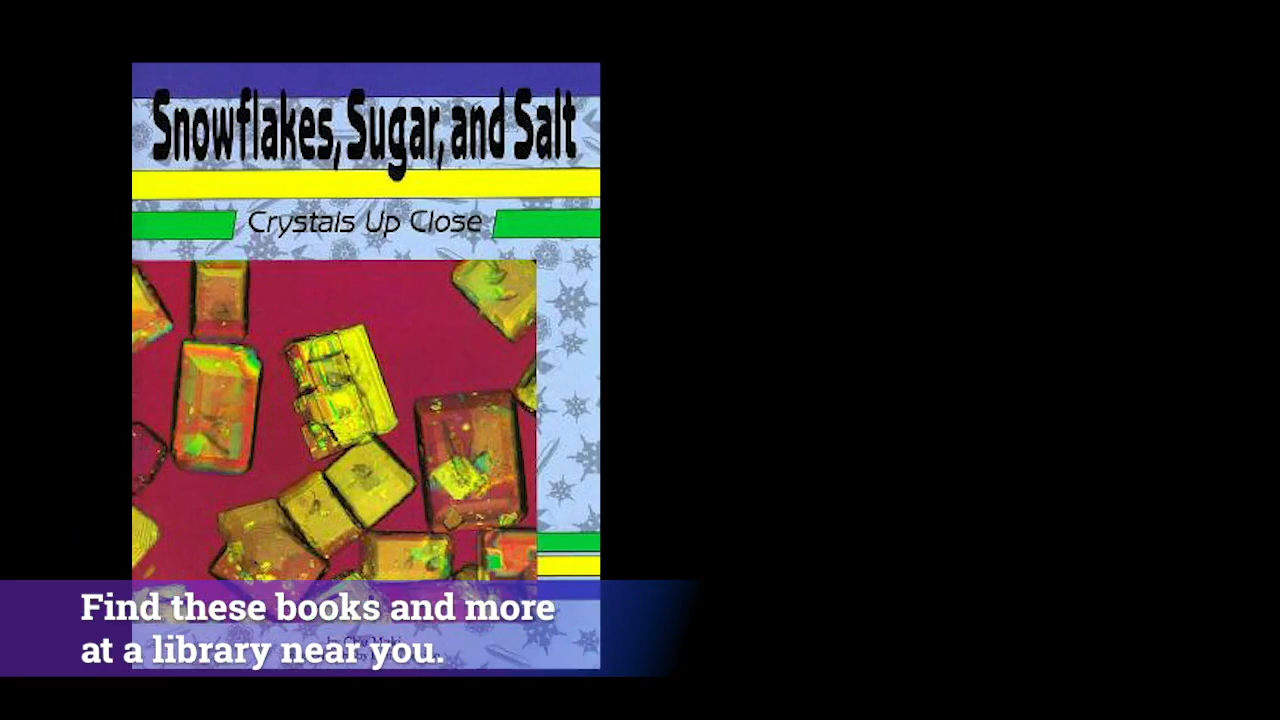 Snowflakes, Sugar, and Salt
Crystals Up Close
Find these books and more
at a library near you.